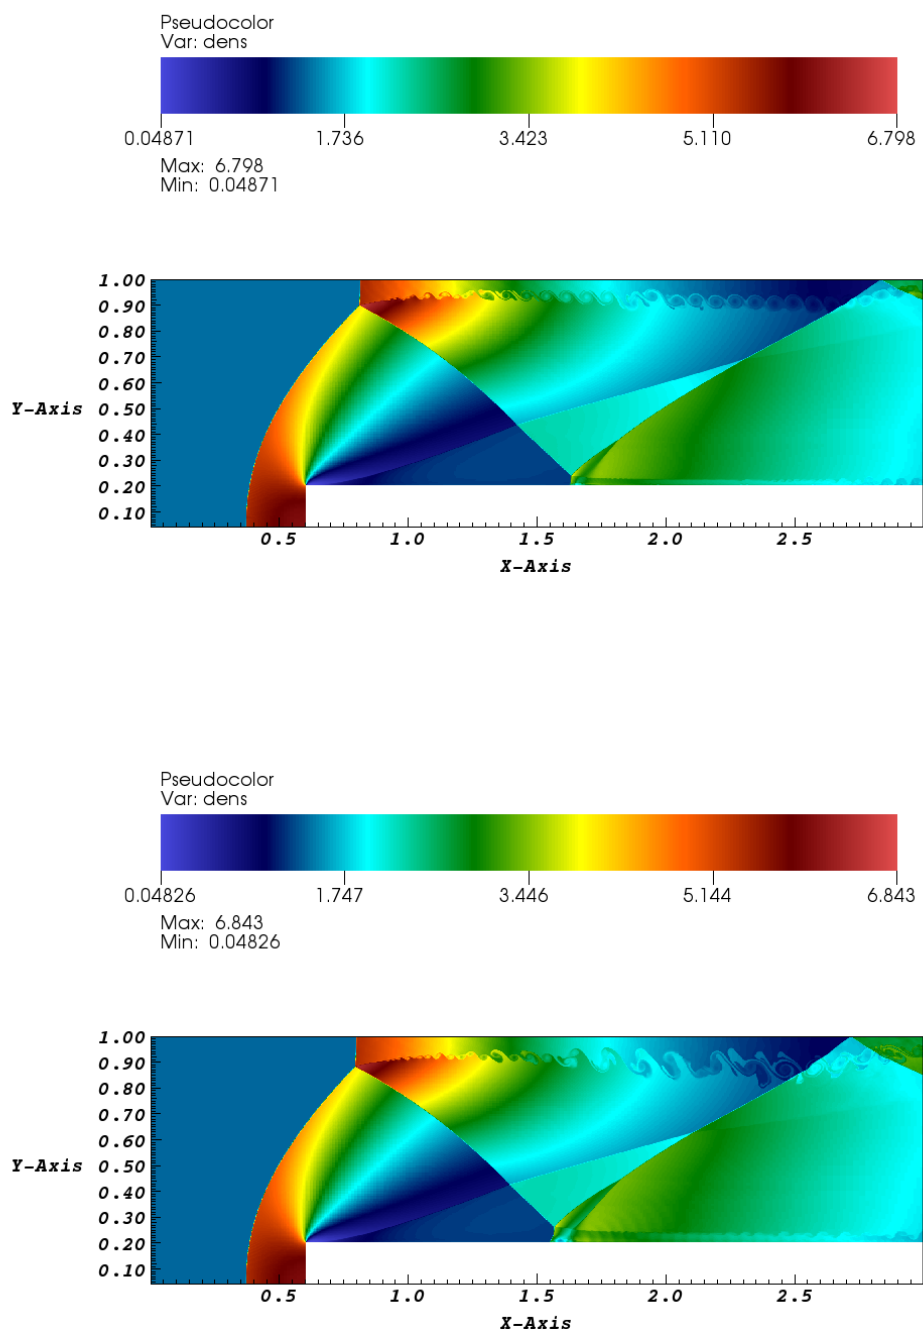 Pseudocolor
Var: dens
0.04871 1.736 3.423 5.110 6.798
Max: 6.798
Min: 0.04871
1.00
0.90
0.80
0.70
0.60
Y-Axis 0.50
0.40
0.30
0.20
0.10
0.5 1.0 1.5 2.0 2.5
X-Axis
Pseudocolor
Var: dens
0.04826 1.747 3.446 5.144 6.843
Max: 6.843
Min: 0.04826
1.00
0.90
0.80
0.70
0.60
Y-Axis 0.50
0.40
0.30
0.20
0.10
0.5 1.0 1.5 2.0 2.5
X-Axis